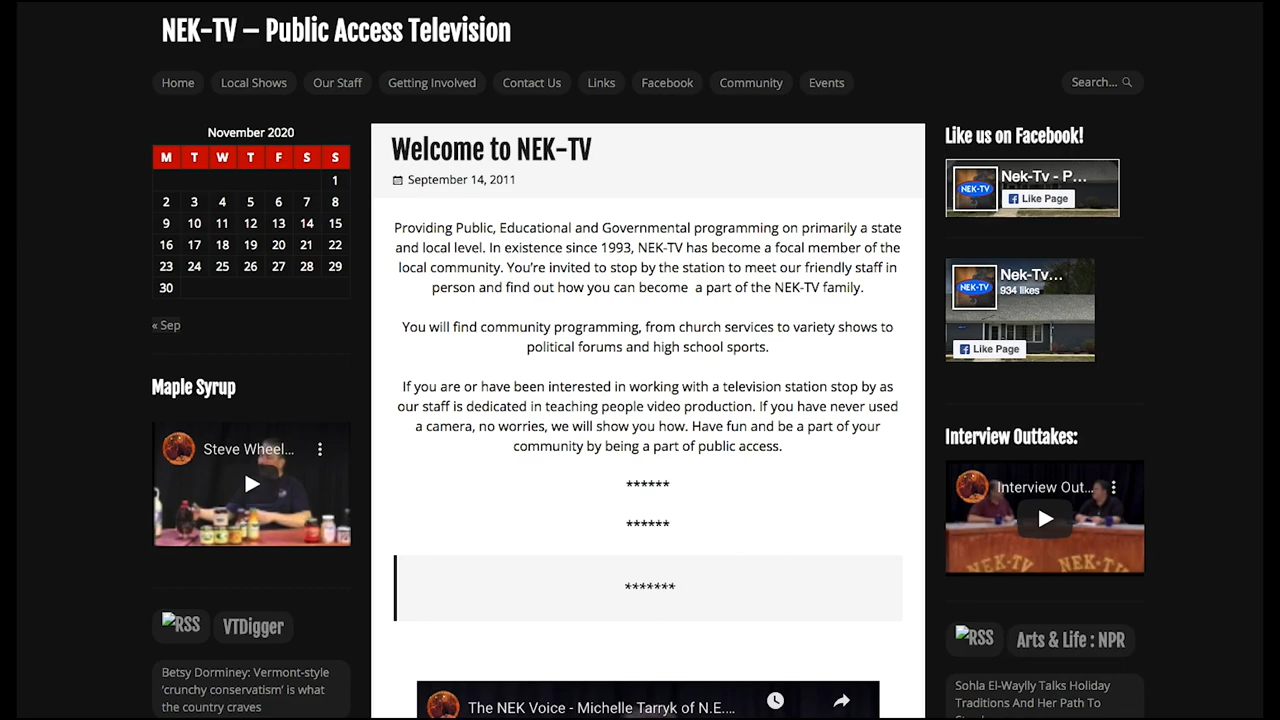 NEK-TV – Public Access Television
Home Local Shows Our Staff Getting Involved Contact Us Links Facebook Community Events Search...
November 2020
M T W T F S S
1
2 3 4 5 6 7 8
9 10 11 12 13 14 15
16 17 18 19 20 21 22
23 24 25 26 27 28 29
30
« Sep
Maple Syrup
Steve Wheel...
RSS VTDigger
Betsy Dorminey: Vermont-style
'crunchy conservatism' is what
the country craves
Welcome to NEK-TV
September 14, 2011
Providing Public, Educational and Governmental programming on primarily a state
and local level. In existence since 1993, NEK-TV has become a focal member of the
local community. You're invited to stop by the station to meet our friendly staff in
person and find out how you can become a part of the NEK-TV family.
You will find community programming, from church services to variety shows to
political forums and high school sports.
If you are or have been interested in working with a television station stop by as
our staff is dedicated in teaching people video production. If you have never used
a camera, no worries, we will show you how. Have fun and be a part of your
community by being a part of public access.
******
******
*******
The NEK Voice - Michelle Tarryk of N.E....
Like us on Facebook!
NEK-TV
Nek-Tv - P...
Like Page
NEK-TV
Nek-Tv...
934 likes
Like Page
Interview Outtakes:
Interview Out...
NEK-TV NEK-TV
RSS Arts & Life : NPR
Sohla El-Waylly Talks Holiday
Traditions And Her Path To